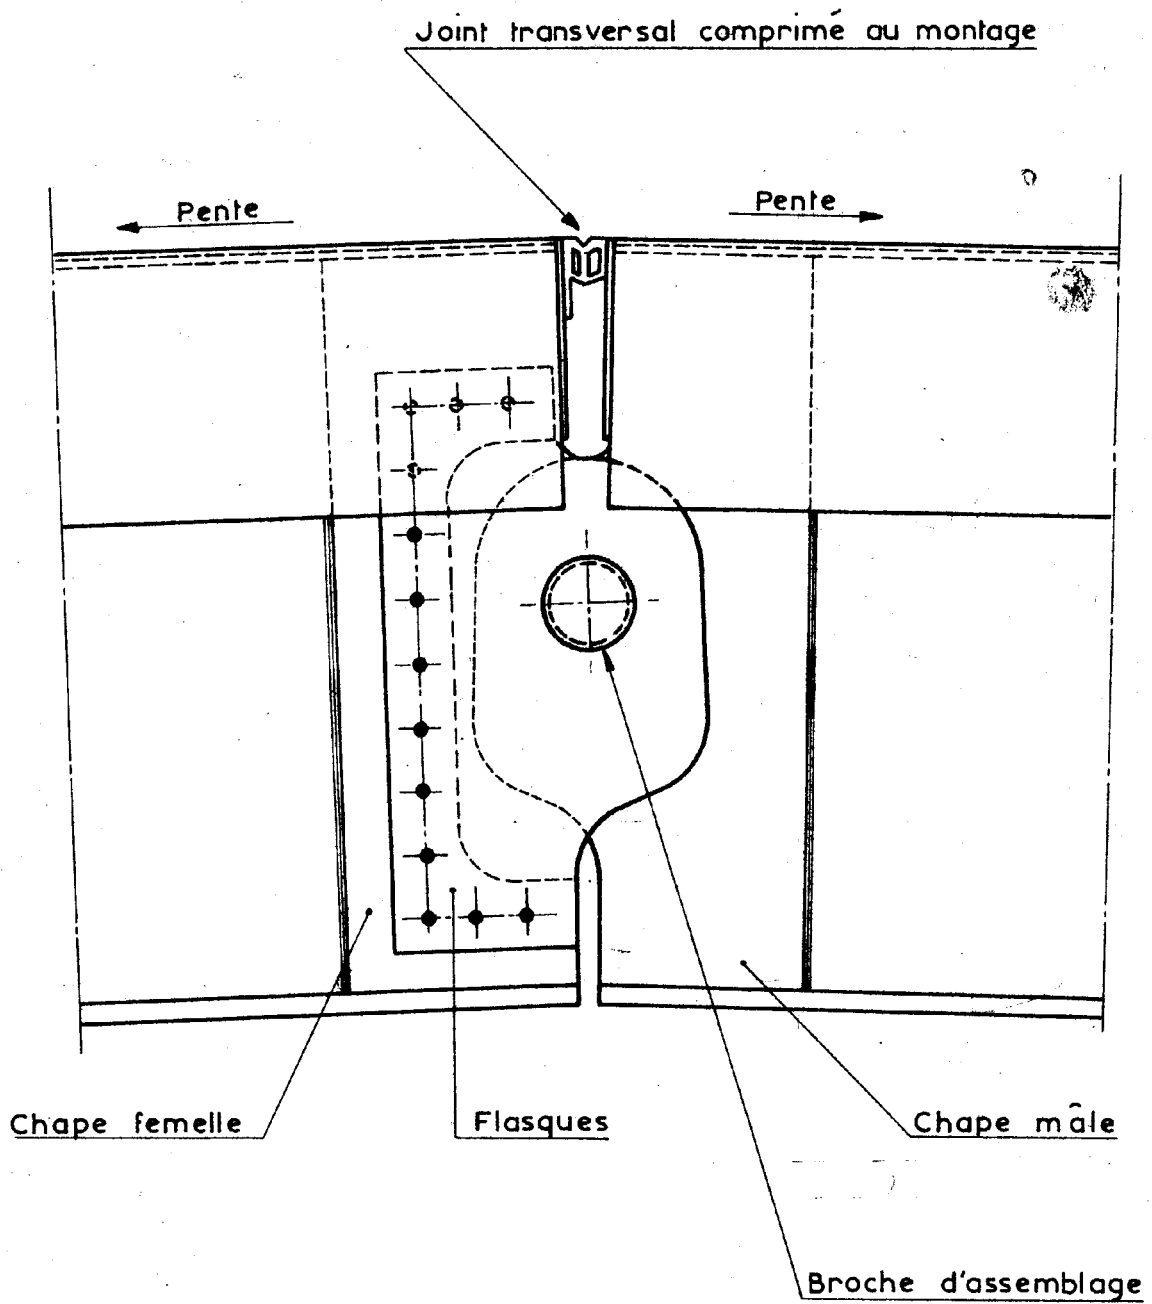 Joint transversal comprimé au montage
Pente
Pente
Chape femelle
Flasques
Chape mâle
Broche d'assemblage